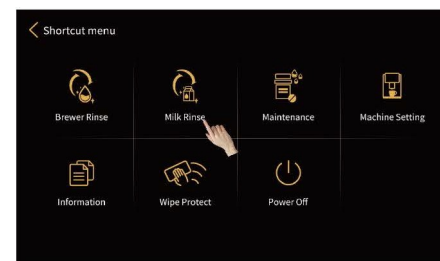 Shortcut menu
Brewer Rinse
Milk Rinse
Maintenance
Machine Setting
Information
Wipe Protect
Power Off